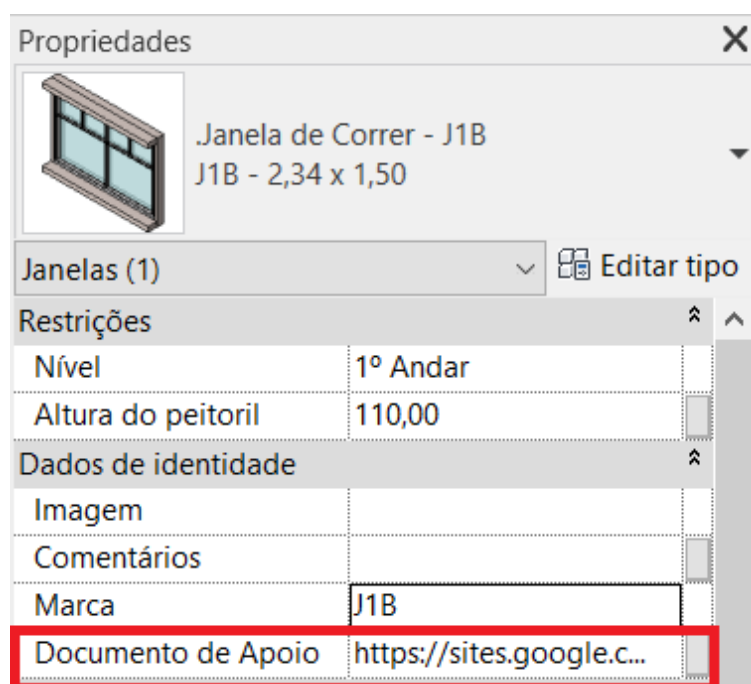 Propriedades
.Janela de Correr - J1B
J1B - 2,34 x 1,50
Janelas (1)
Editar tipo
Restrições
Nível 1º Andar
Altura do peitoril 110,00
Dados de identidade
Imagem
Comentários
Marca J1B
Documento de Apoio https://sites.google.c...